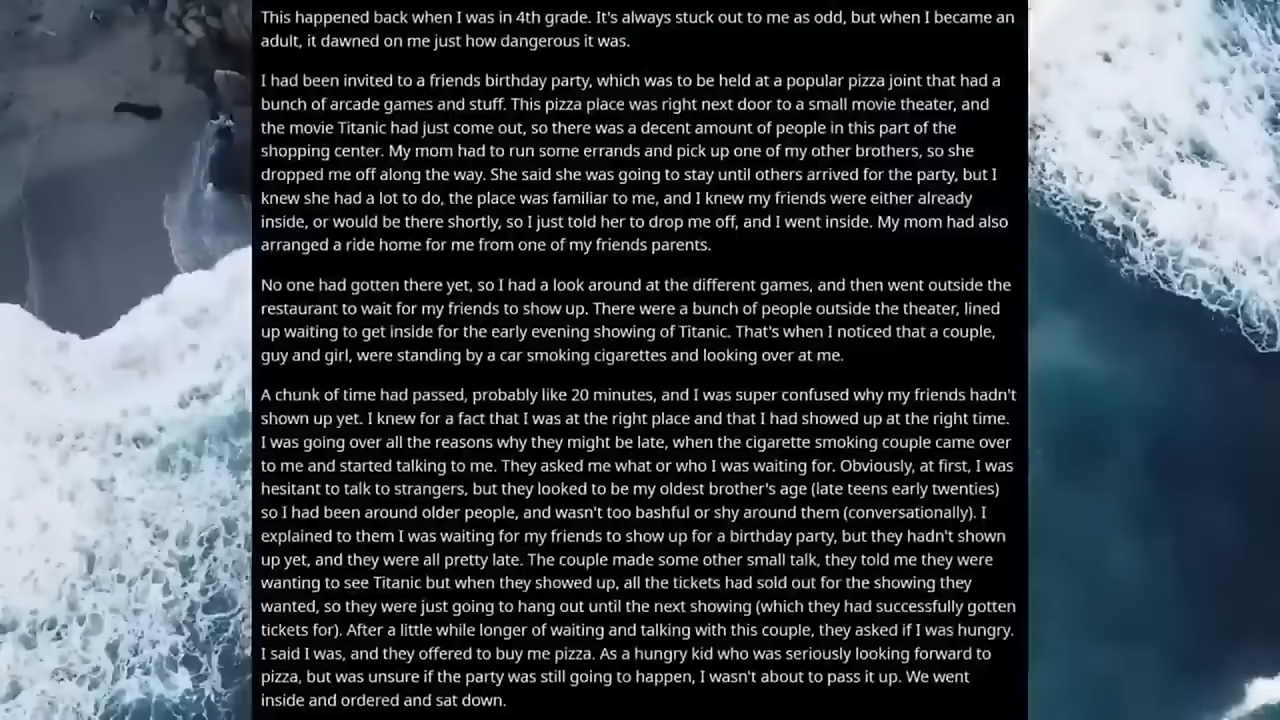 This happened back when I was in 4th grade. It's always stuck out to me as odd, but when I became an
adult, it dawned on me just how dangerous it was.
I had been invited to a friends birthday party, which was to be held at a popular pizza joint that had a
bunch of arcade games and stuff. This pizza place was right next door to a small movie theater, and
the movie Titanic had just come out, so there was a decent amount of people in this part of the
shopping center. My mom had to run some errands and pick up one of my other brothers, so she
dropped me off along the way. She said she was going to stay until others arrived for the party, but I
knew she had a lot to do, the place was familiar to me, and I knew my friends were either already
inside, or would be there shortly, so I just told her to drop me off, and I went inside. My mom had also
arranged a ride home for me from one of my friends parents.
No one had gotten there yet, so I had a look around at the different games, and then went outside the
restaurant to wait for my friends to show up. There were a bunch of people outside the theater, lined
up waiting to get inside for the early evening showing of Titanic. That's when I noticed that a couple,
guy and girl, were standing by a car smoking cigarettes and looking over at me.
A chunk of time had passed, probably like 20 minutes, and I was super confused why my friends hadn't
shown up yet. I knew for a fact that I was at the right place and that I had showed up at the right time.
I was going over all the reasons why they might be late, when the cigarette smoking couple came over
to me and started talking to me. They asked me what or who I was waiting for. Obviously, at first, I was
hesitant to talk to strangers, but they looked to be my oldest brother's age (late teens early twenties)
so I had been around older people, and wasn't too bashful or shy around them (conversationally). I
explained to them I was waiting for my friends to show up for a birthday party, but they hadn't shown
up yet, and they were all pretty late. The couple made some other small talk, they told me they were
wanting to see Titanic but when they showed up, all the tickets had sold out for the showing they
wanted, so they were just going to hang out until the next showing (which they had successfully gotten
tickets for). After a little while longer of waiting and talking with this couple, they asked if I was hungry.
I said I was, and they offered to buy me pizza. As a hungry kid who was seriously looking forward to
pizza, but was unsure if the party was still going to happen, I wasn't about to pass it up. We went
inside and ordered and sat down.